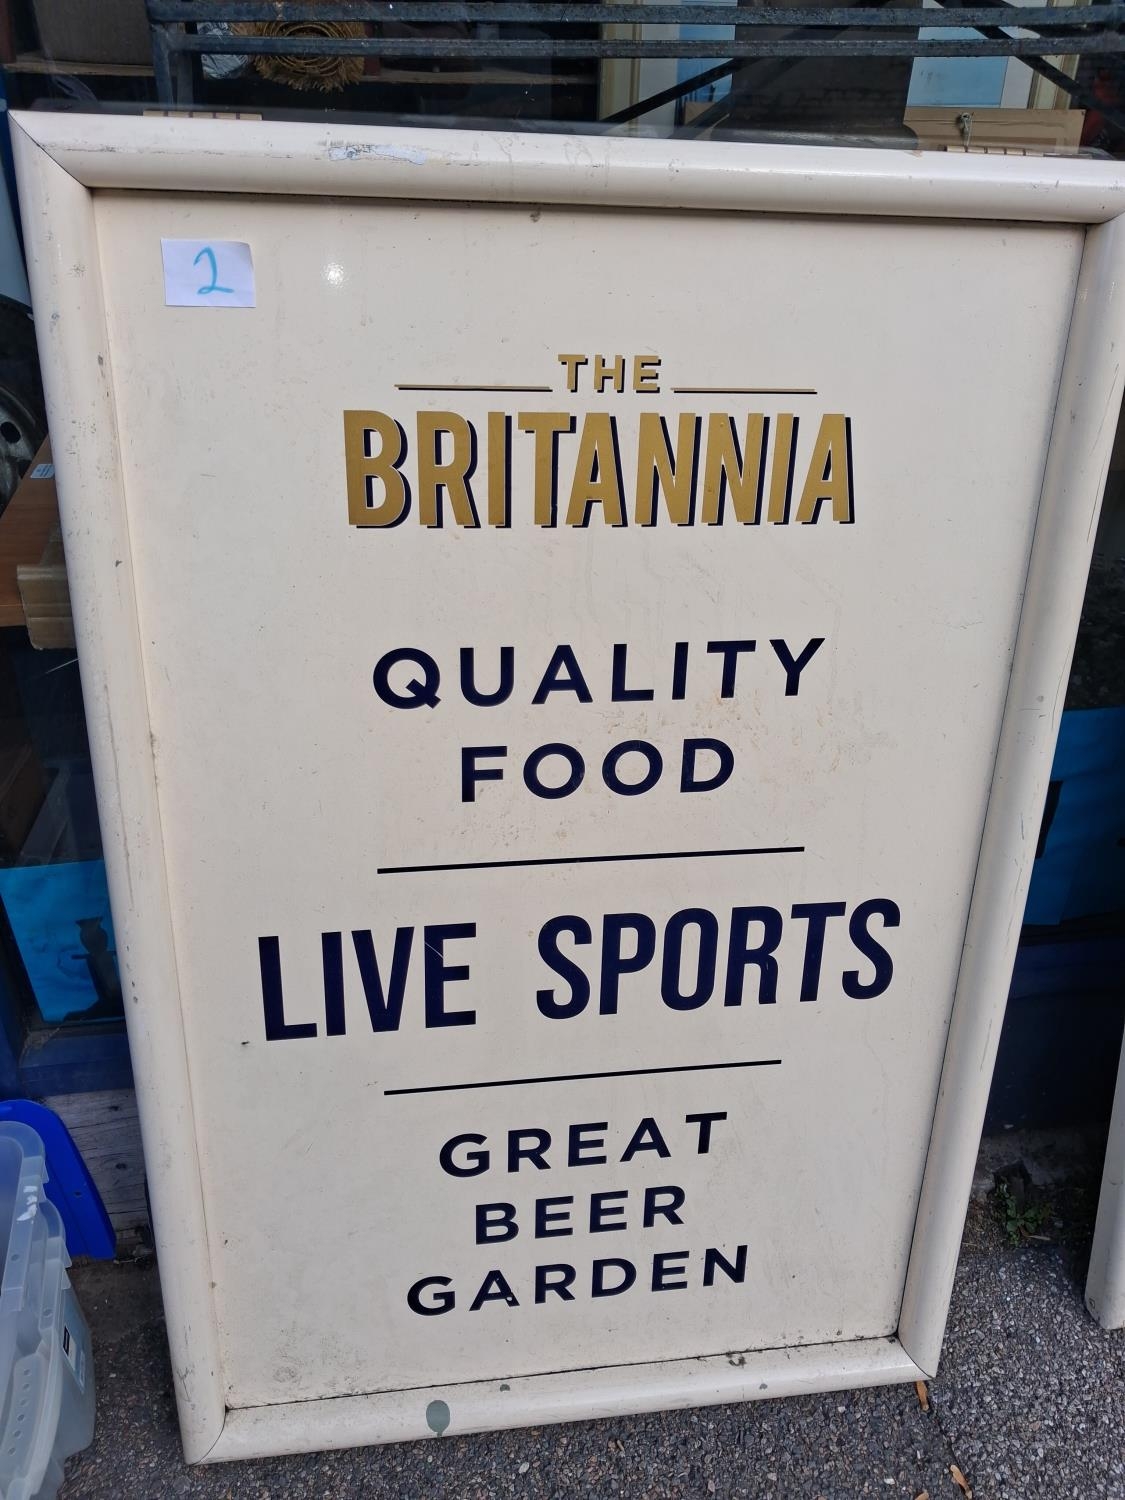 2
THE
BRITANNIA
QUALITY
FOOD
LIVE SPORTS
GREAT
BEER
GARDEN